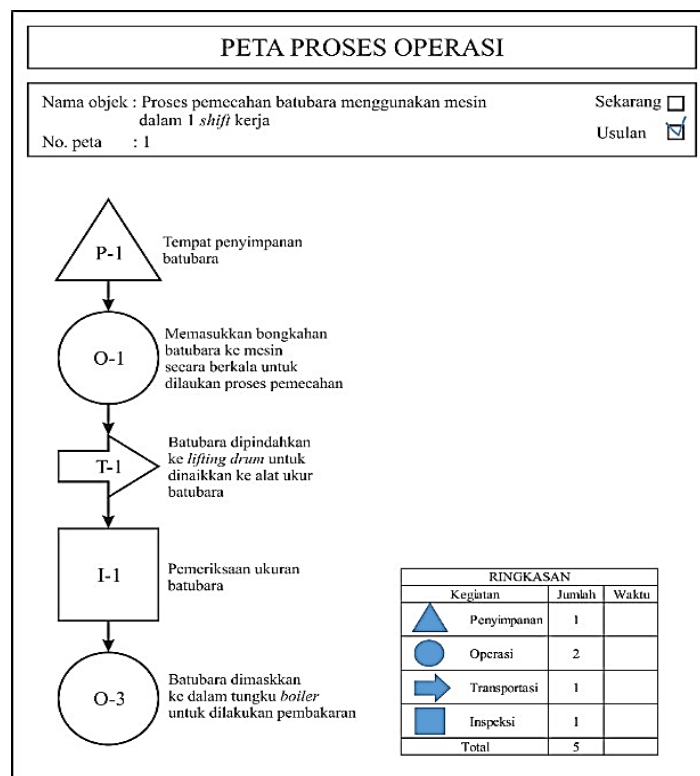 PETA PROSES OPERASI
Nama objek : Proses pemecahan batubara menggunakan mesin
dalam 1 shift kerja
No. peta : 1
Sekarang
Usulan
P-1
Tempat penyimpanan
batubara
O-1
Memasukkan bongkahan
batubara ke mesin
secara berkala untuk
dilaukan proses pemecahan
T-1
Batubara dipindahkan
ke lifting drum untuk
dinaikkan ke alat ukur
batubara
I-1
Pemeriksaan ukuran
batubara
O-3
Batubara dimaskkan
ke dalam tungku boiler
untuk dilakukan pembakaran
RINGKASAN
Kegiatan Jumlah Waktu
Penyimpanan 1
Operasi 2
Transportasi 1
Inspeksi 1
Total 5